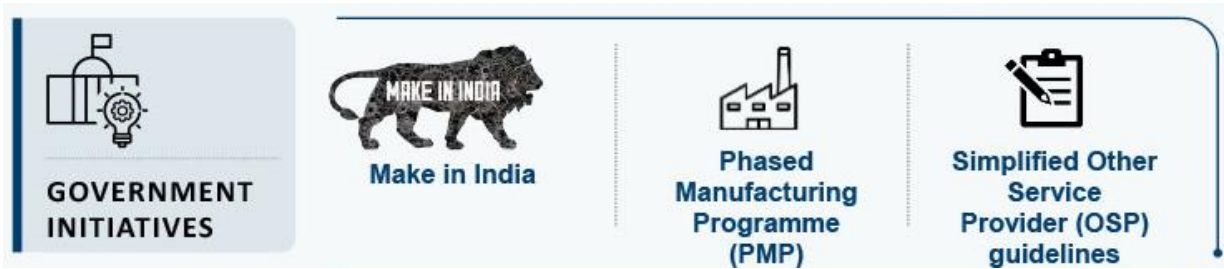 GOVERNMENT
INITIATIVES
MAKE IN INDIA
Make in India
Phased
Manufacturing
Programme
(PMP)
Simplified Other
Service
Provider (OSP)
guidelines